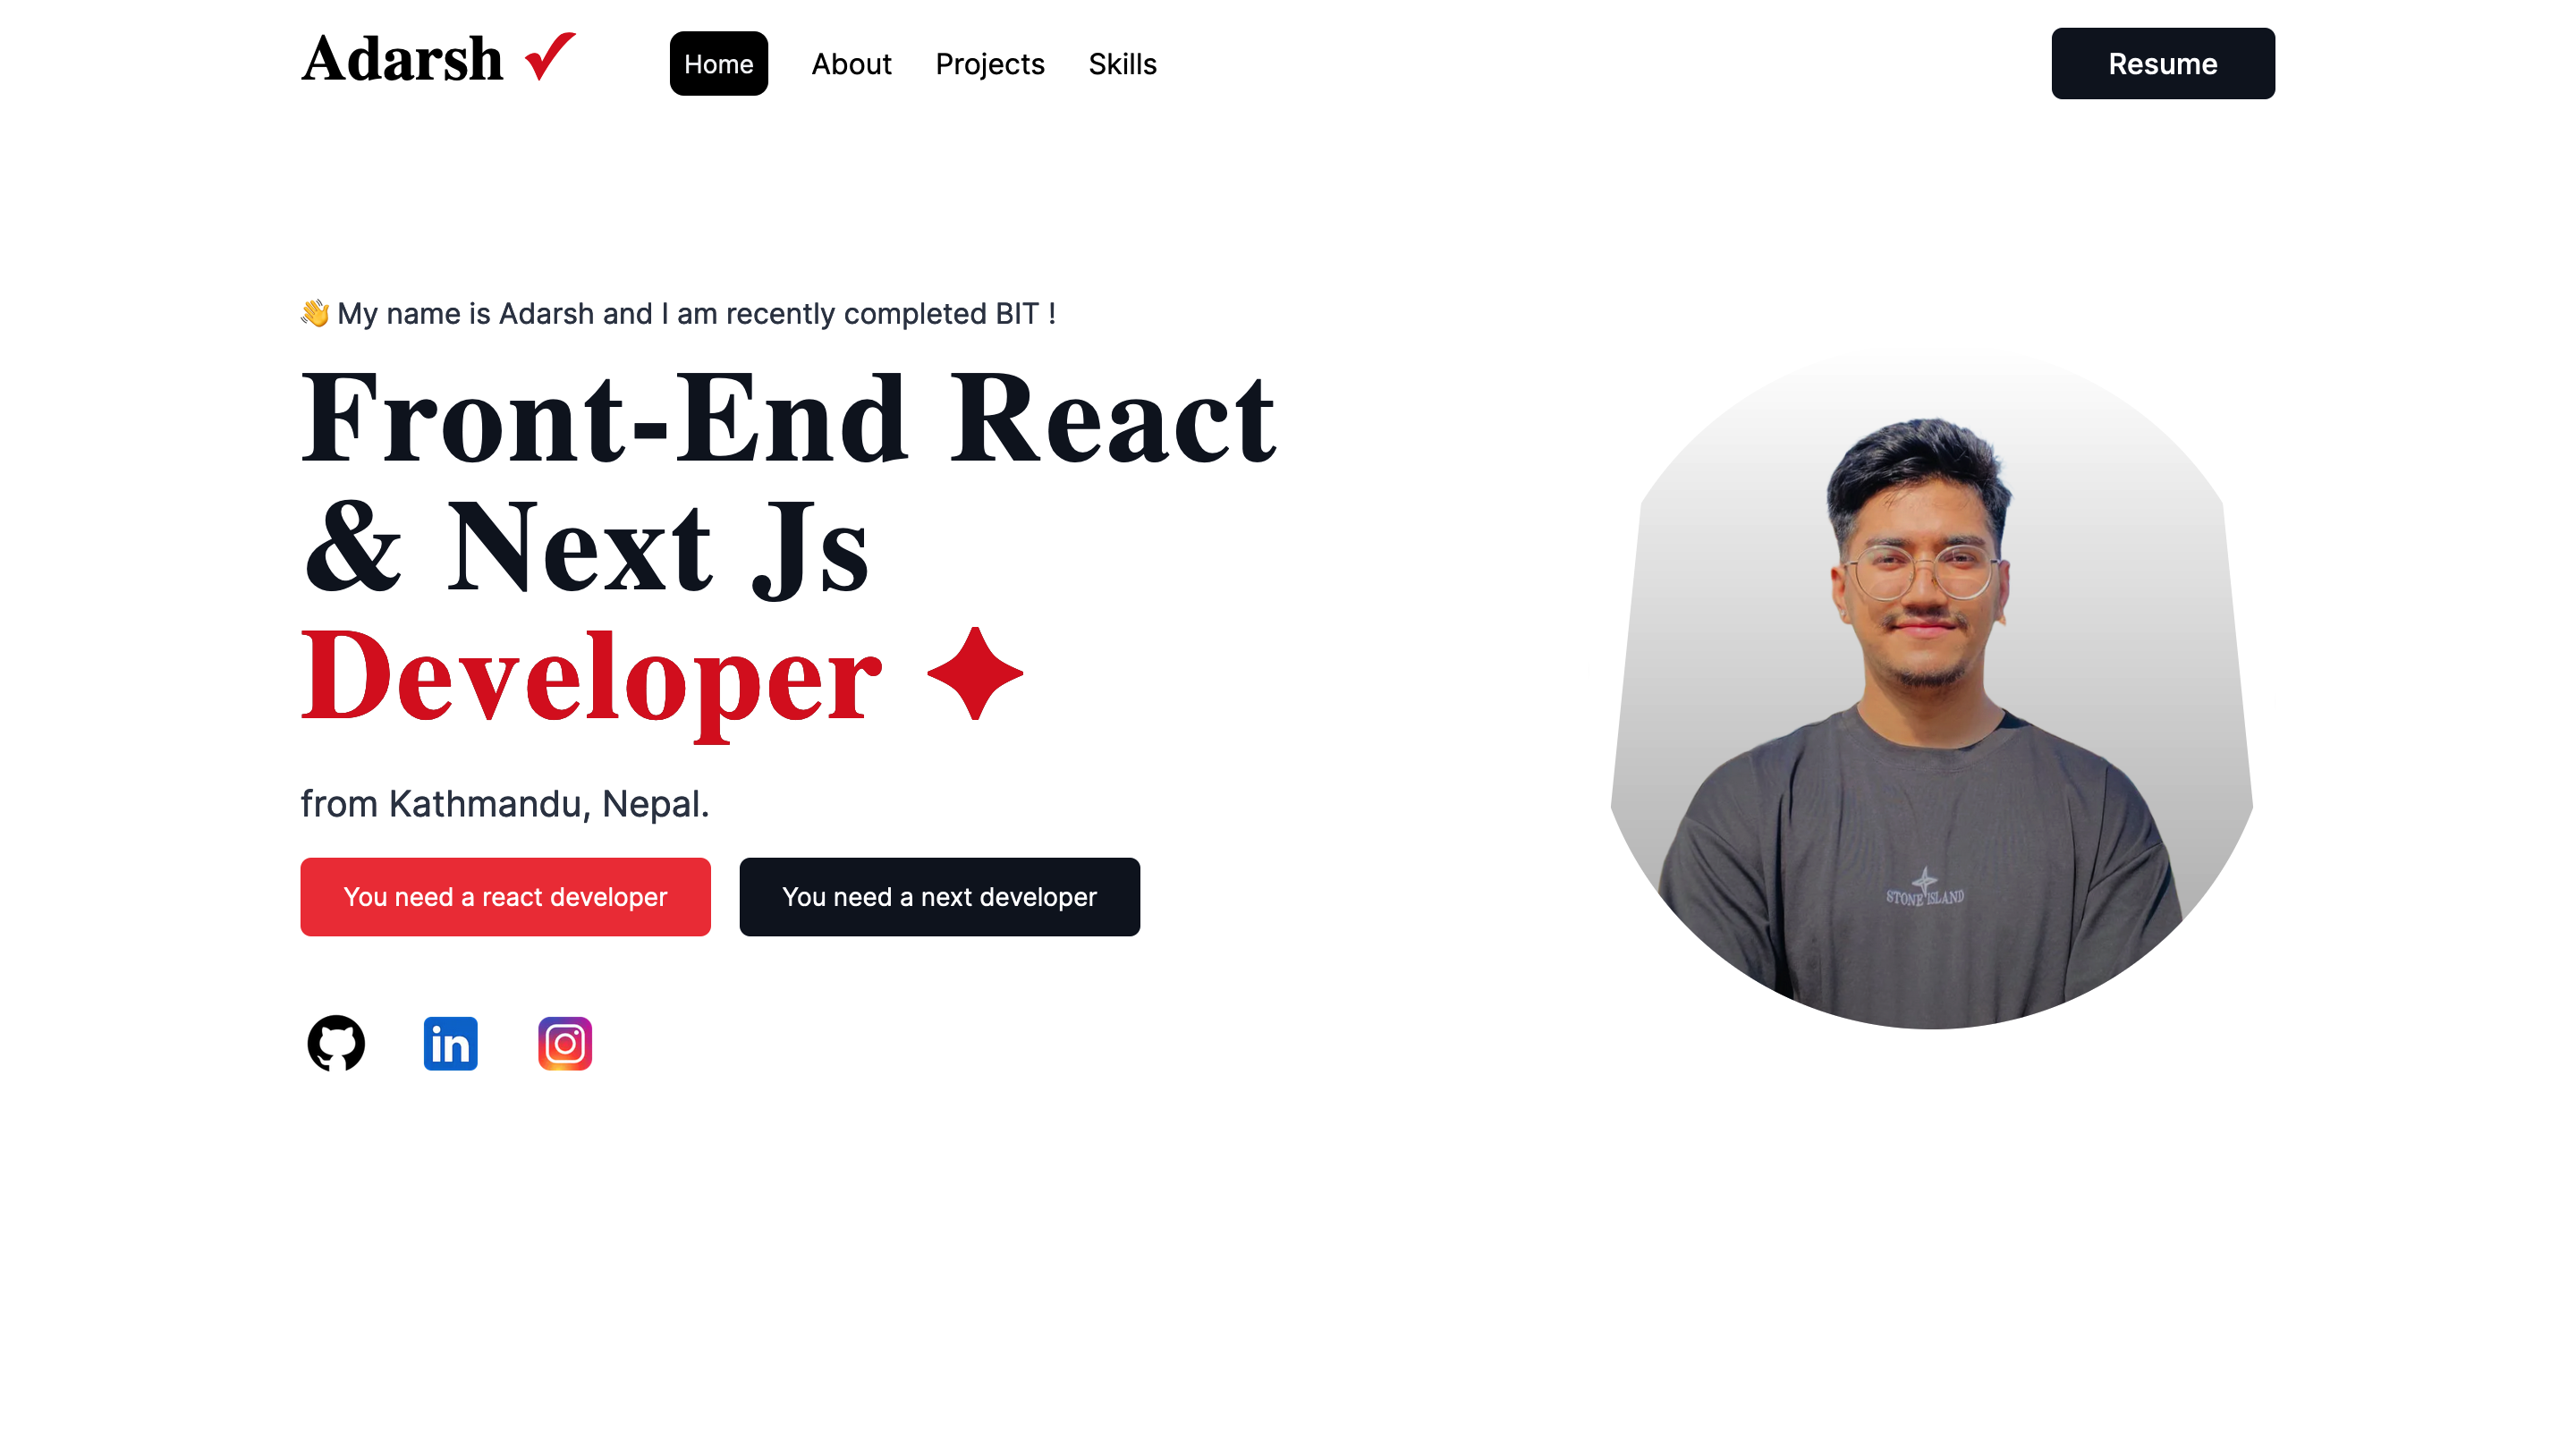 Adarsh ✔
Home
About
Projects
Skills
Resume
👋 My name is Adarsh and I am recently completed BIT !
Front-End React
& Next Js
Developer ✦
from Kathmandu, Nepal.
You need a react developer
You need a next developer
in
STONE ISLAND